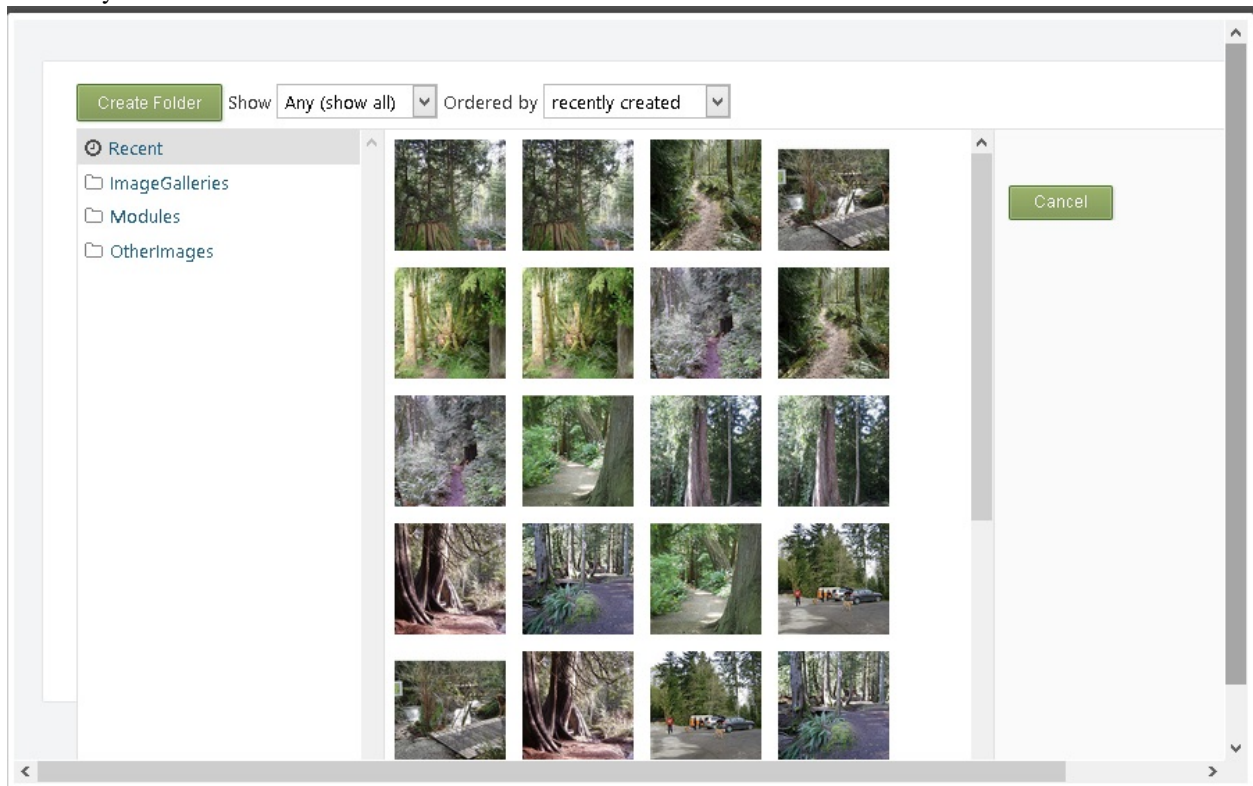 Create Folder Show Any (show all) Ordered by recently created
Recent
ImageGalleries
Modules
OtherImages
Cancel